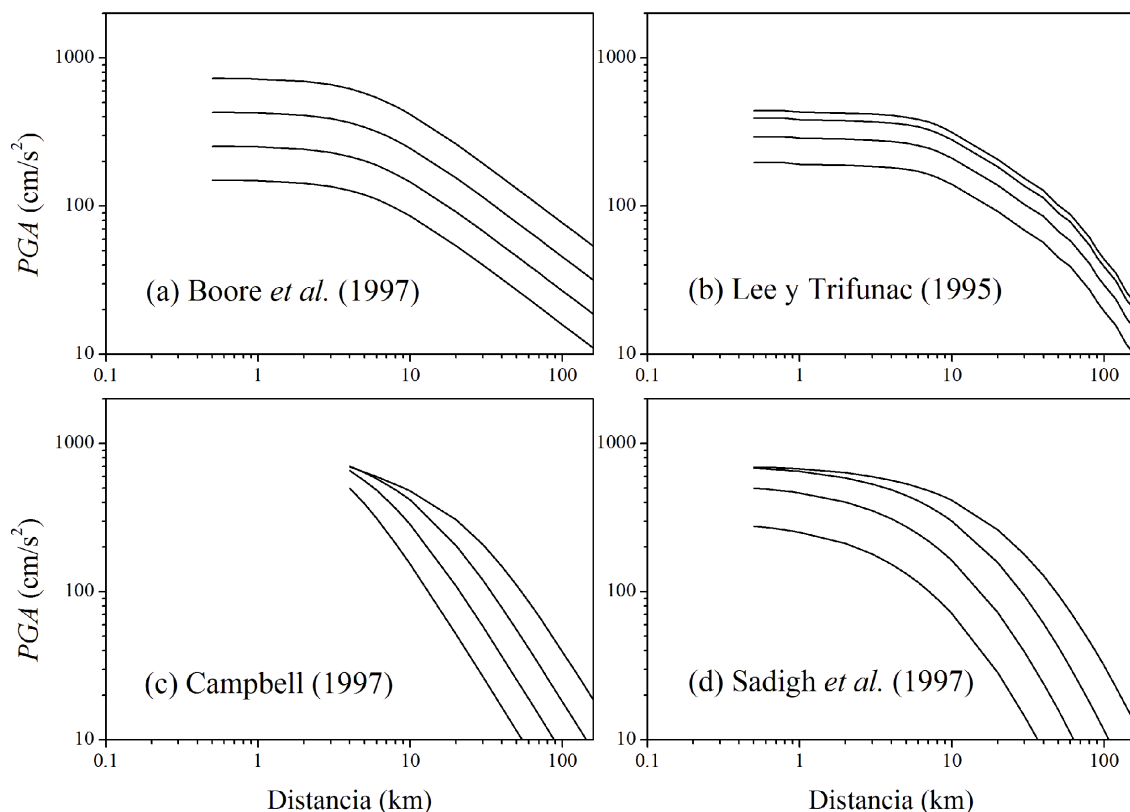 1000
100
10
PGA (cm/s²)
(a) Boore et al. (1997)
0.1 1 10 100
1000
100
10
(b) Lee y Trifunac (1995)
0.1 1 10 100
1000
100
10
PGA (cm/s²)
(c) Campbell (1997)
0.1 1 10 100
Distancia (km)
1000
100
10
(d) Sadigh et al. (1997)
0.1 1 10 100
Distancia (km)